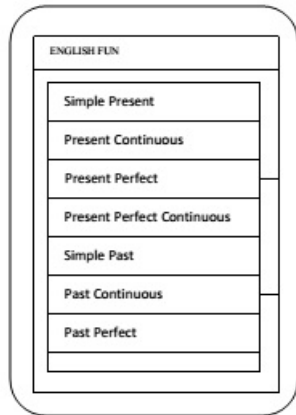 ENGLISH FUN
Simple Present
Present Continuous
Present Perfect
Present Perfect Continuous
Simple Past
Past Continuous
Past Perfect